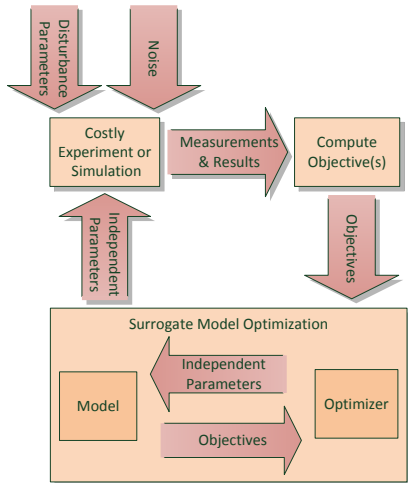 Disturbance
Parameters
Noise
Costly
Experiment or
Simulation
Measurements
& Results
Compute
Objective(s)
Independent
Parameters
Objectives
Surrogate Model Optimization
Independent
Parameters
Model
Optimizer
Objectives